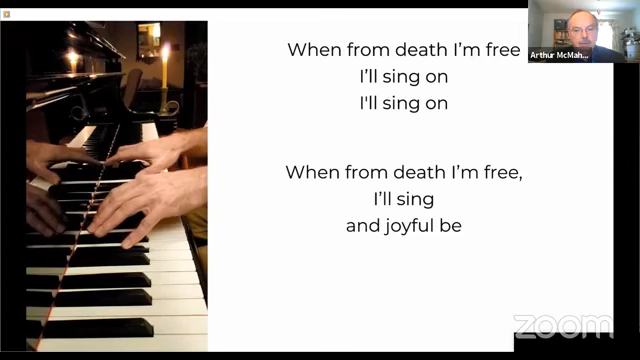 When from death I'm free
I'll sing on
I'll sing on
When from death I'm free,
I'll sing
and joyful be
Arthur McMah...
zoom